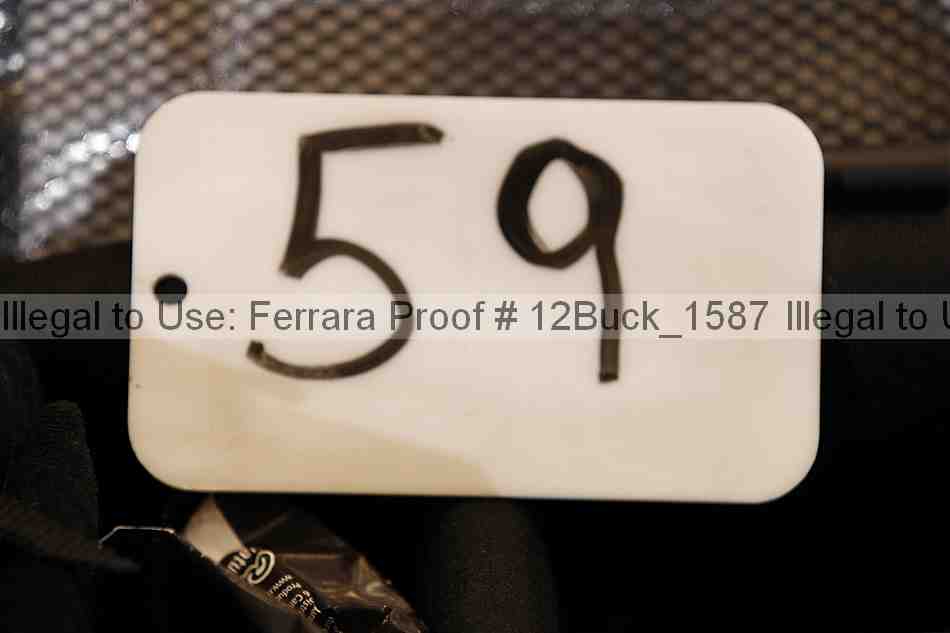 59
Illegal to Use: Ferrara Proof # 12Buck_1587 Illegal to